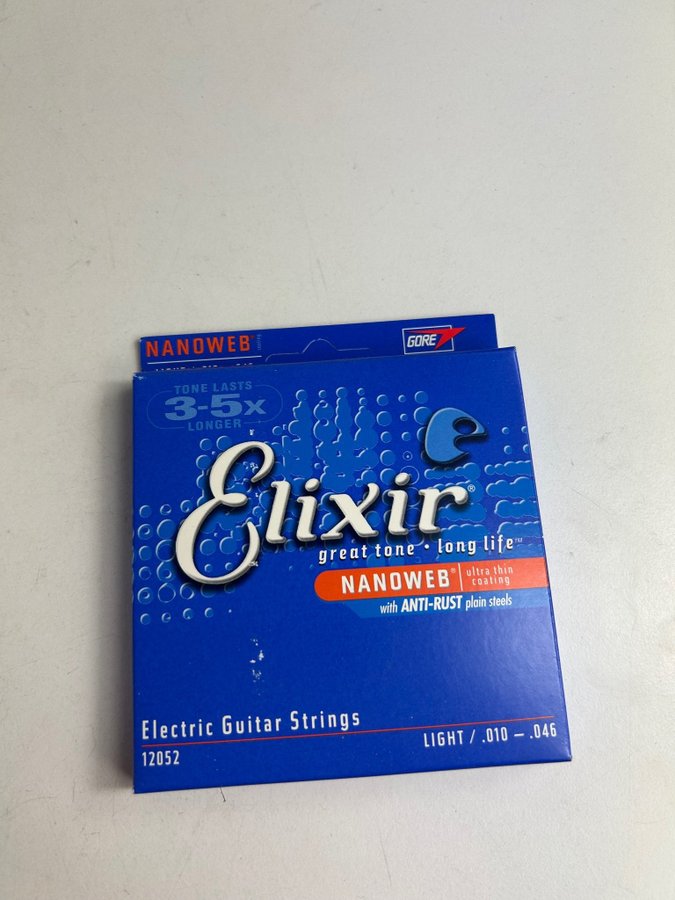 NANOWEB®
GORE
TONE LASTS
3-5x
LONGER
e
Elixir®
great tone • long life™
NANOWEB® ultra thin
coating
with ANTI-RUST plain steels
Electric Guitar Strings
12052
LIGHT / .010 – .046